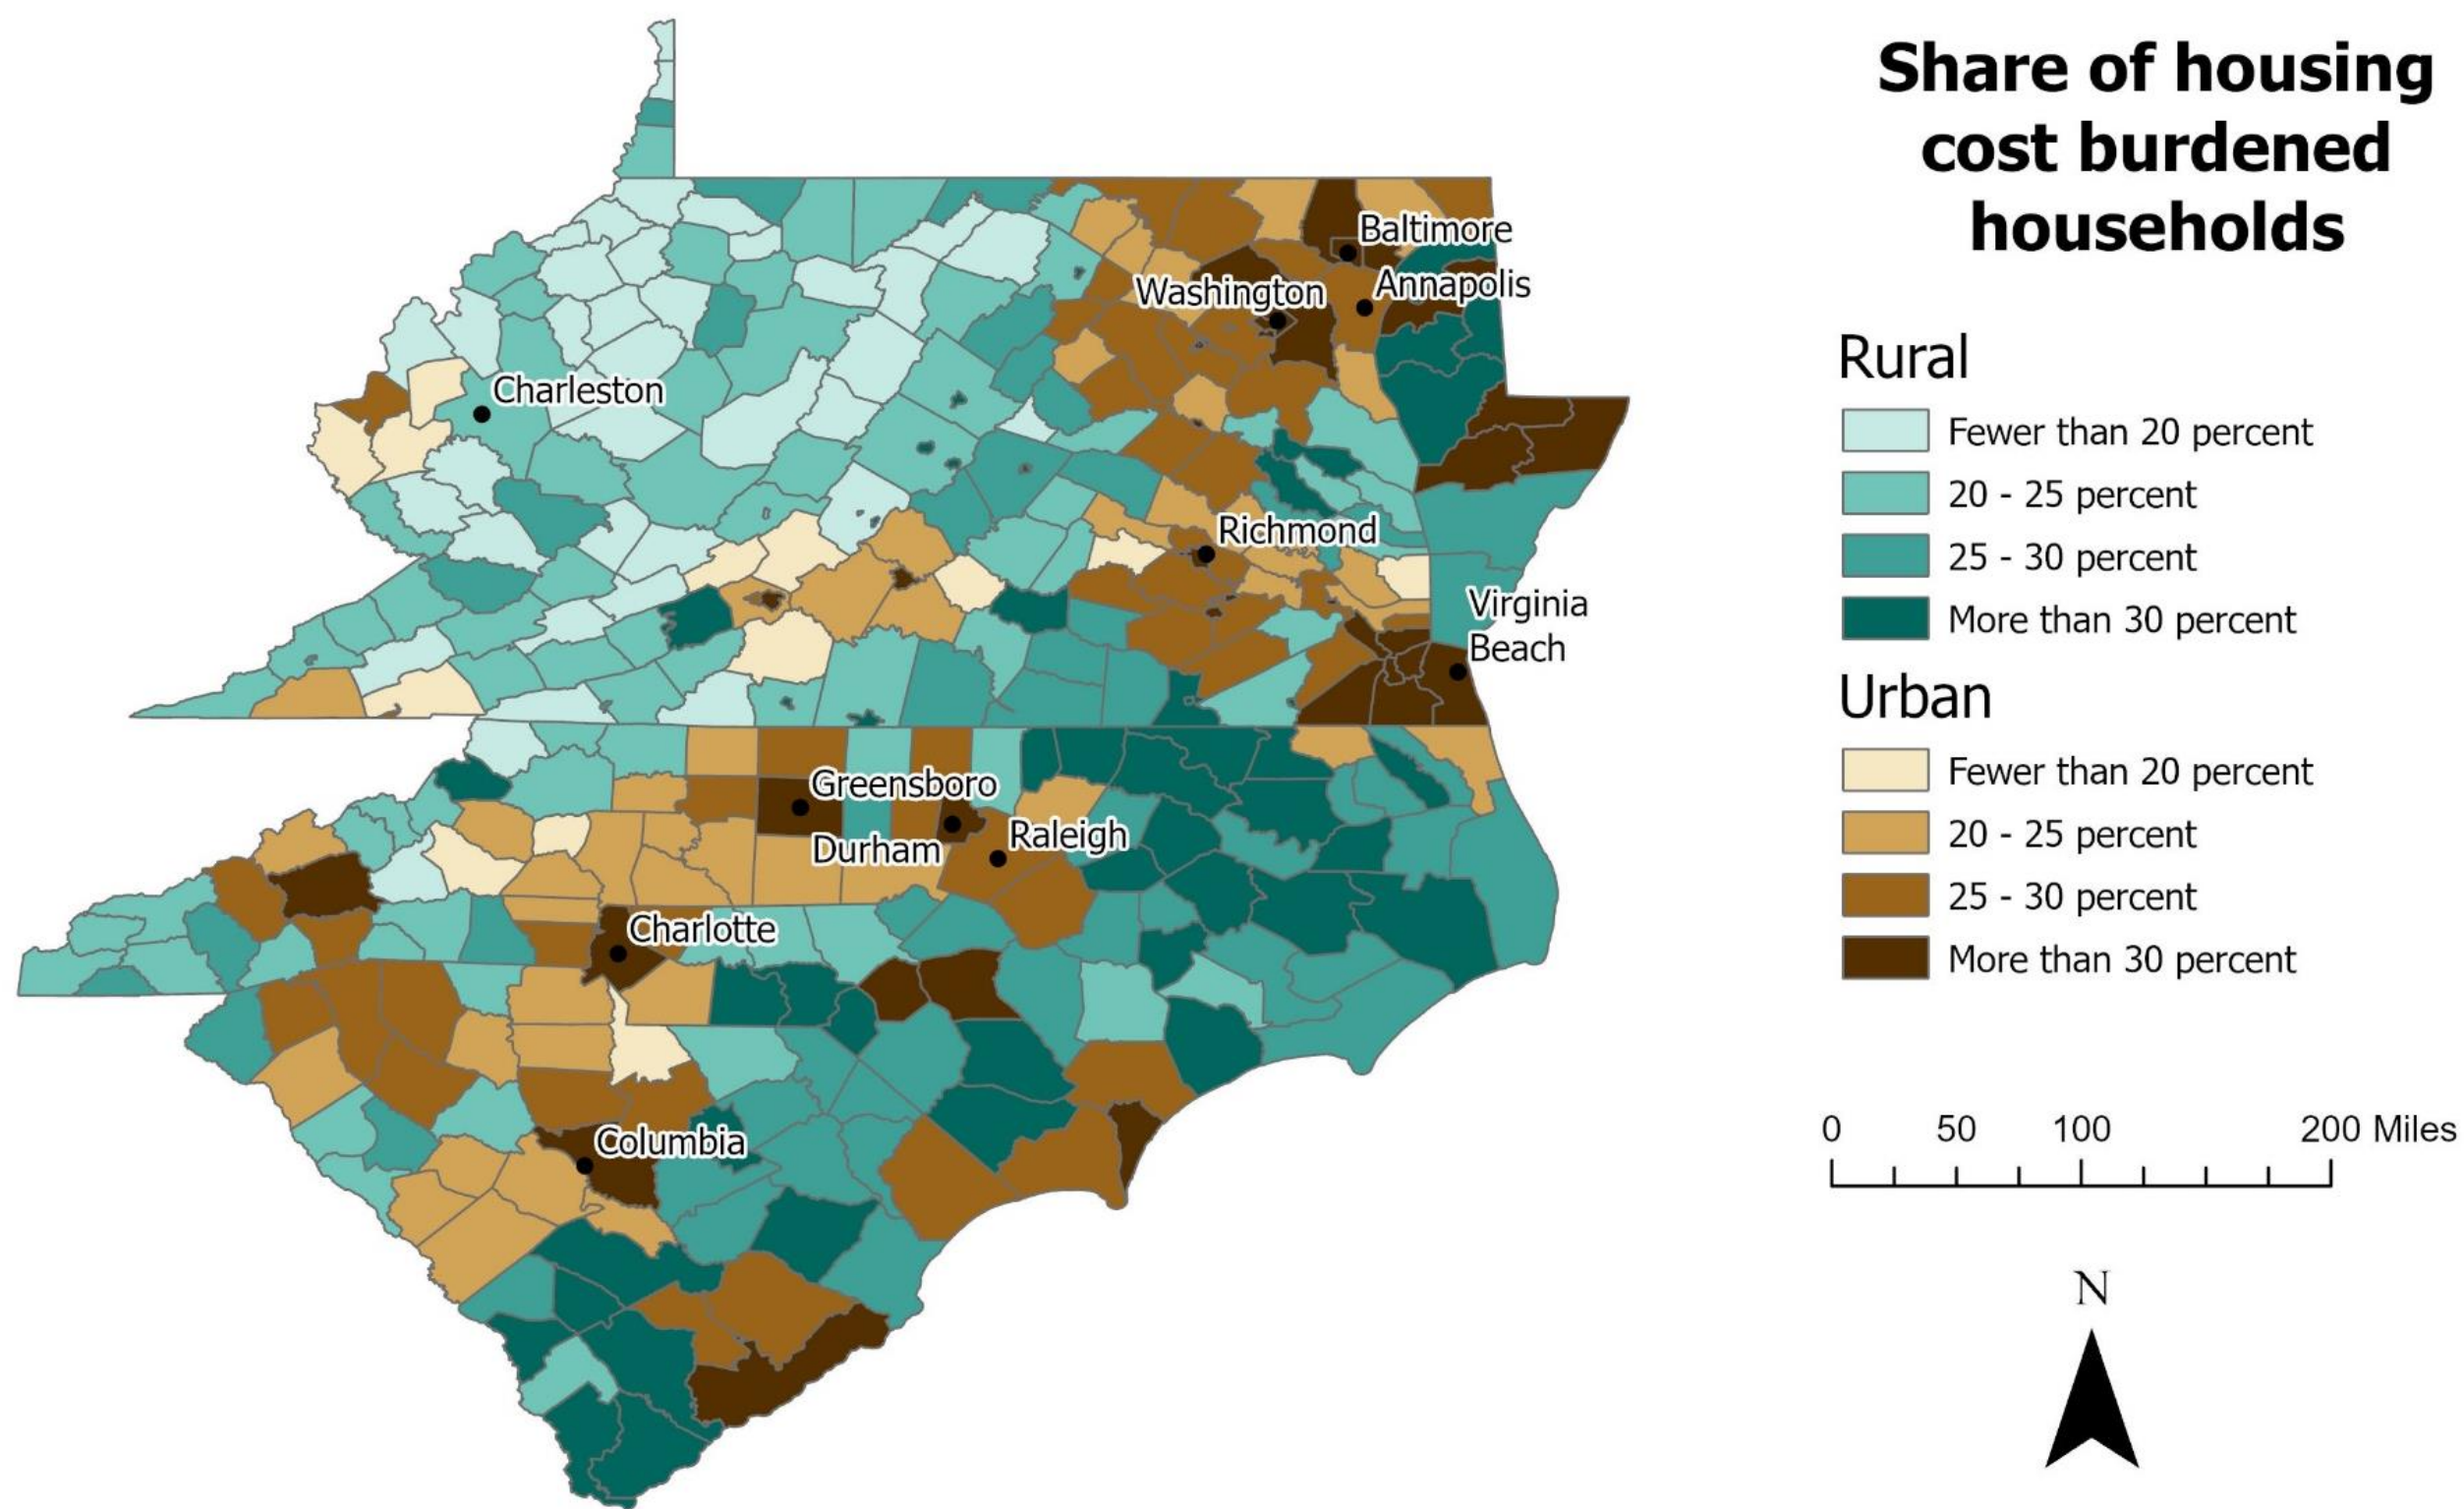 Share of housing
cost burdened
households
Baltimore
Washington
Annapolis
Charleston
Richmond
Virginia
Beach
Greensboro
Durham
Raleigh
Charlotte
Columbia
Rural
Fewer than 20 percent
20 - 25 percent
25 - 30 percent
More than 30 percent
Urban
Fewer than 20 percent
20 - 25 percent
25 - 30 percent
More than 30 percent
0 50 100 200 Miles
N